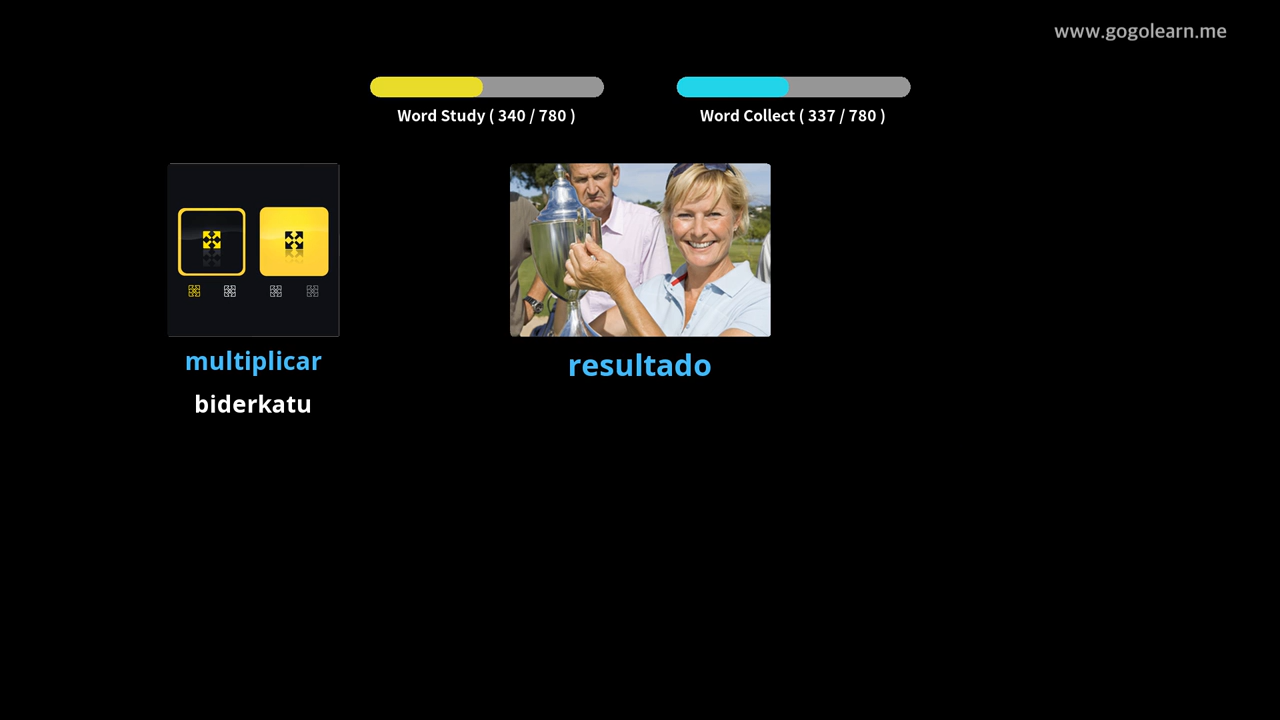 www.gogolearn.me
Word Study ( 340 / 780 )
Word Collect ( 337 / 780 )
multiplicar
biderkatu
resultado